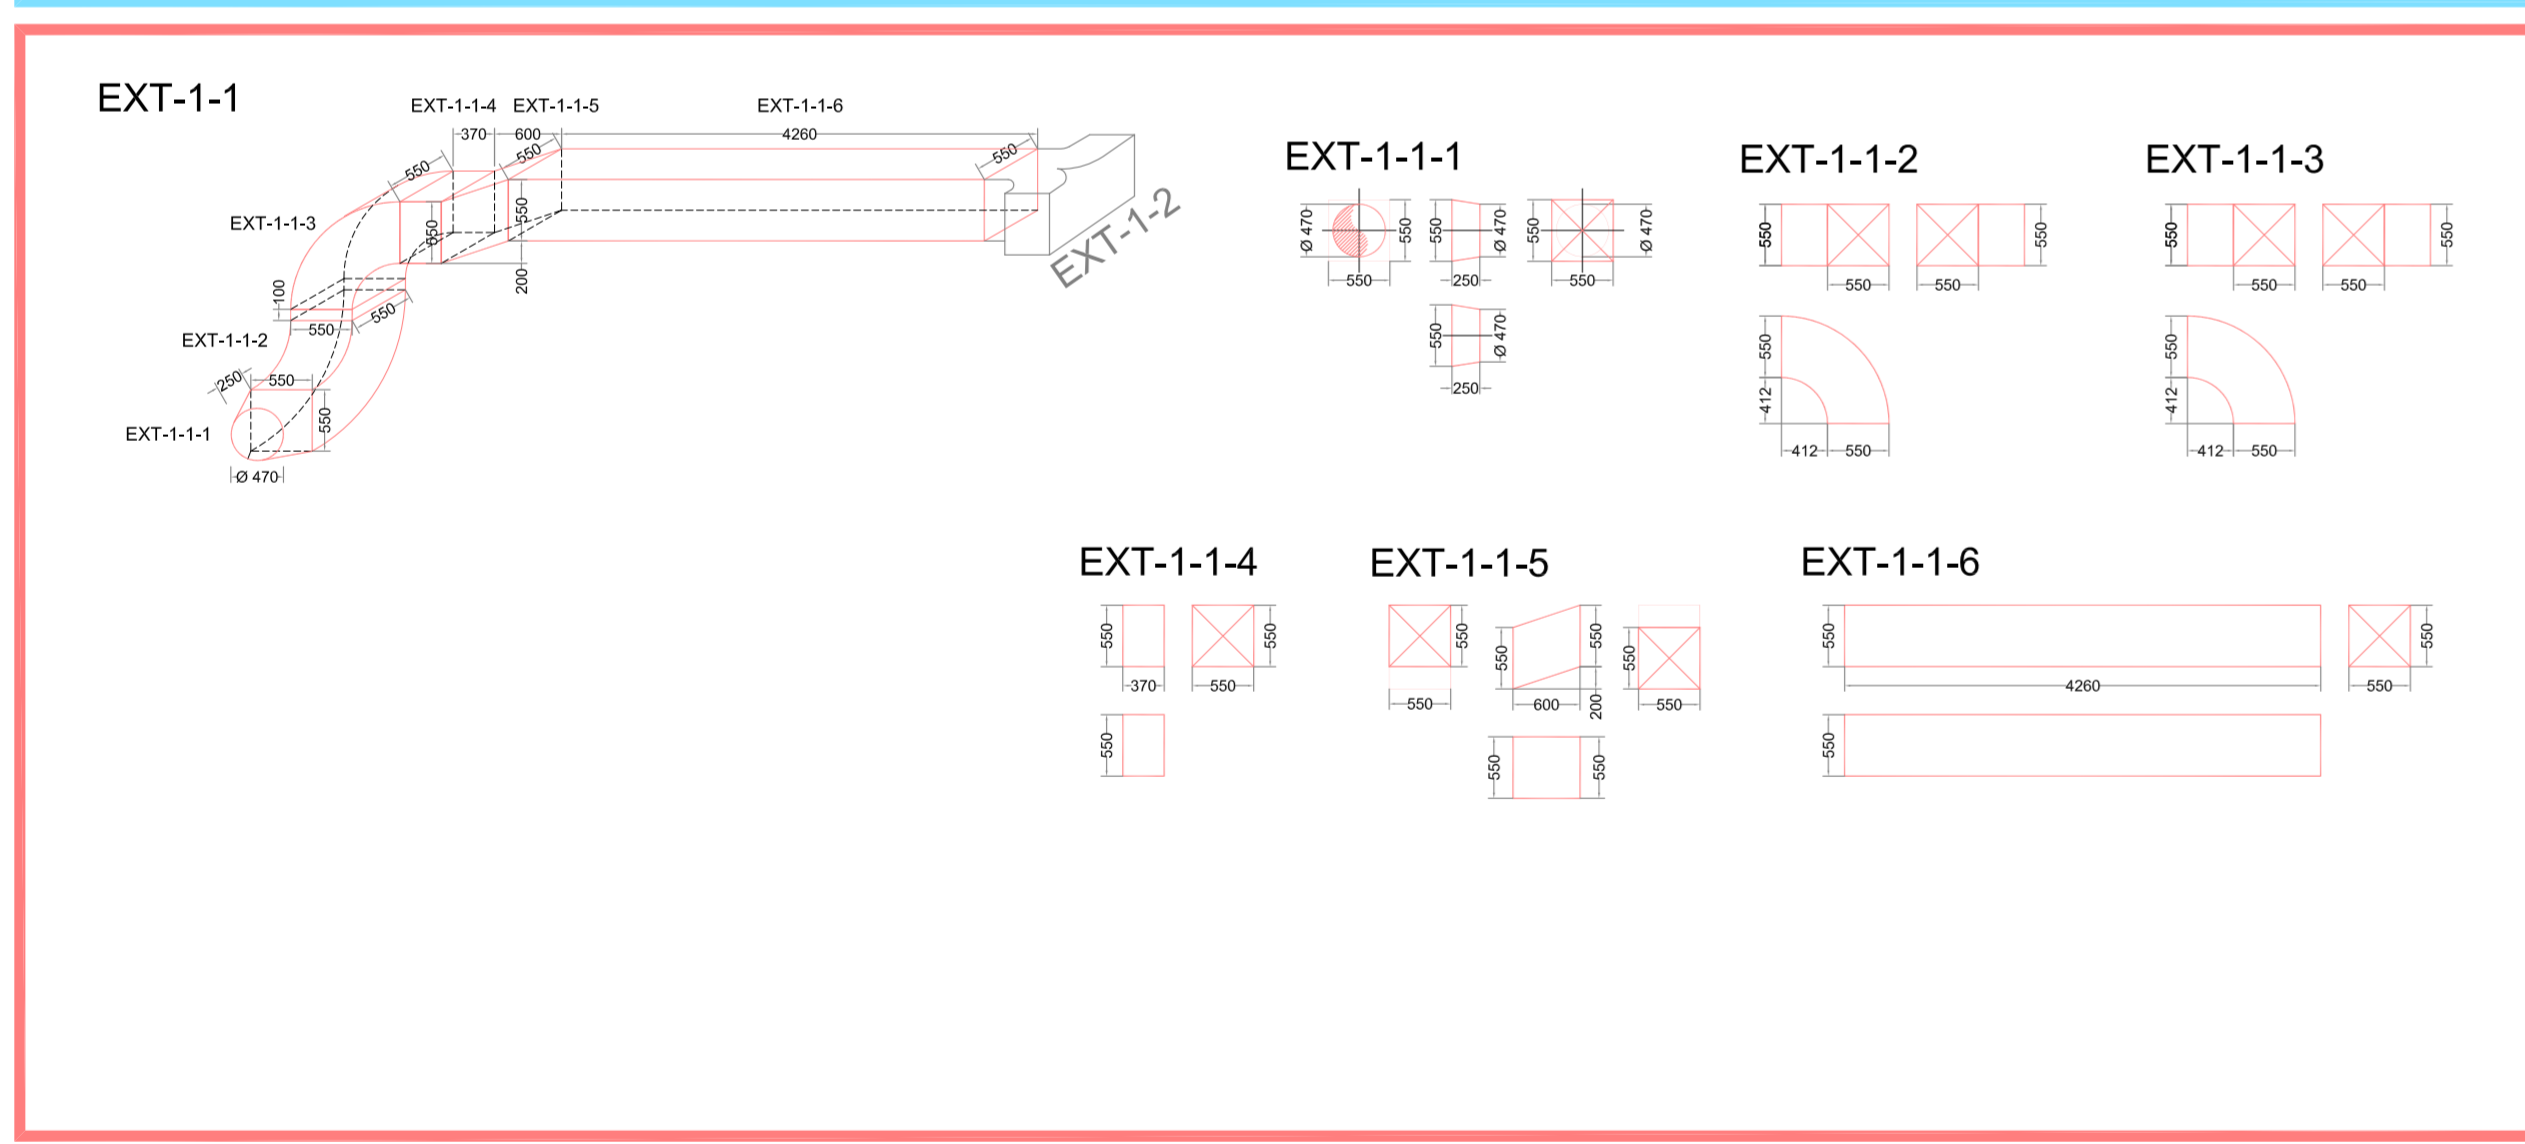 EXT-1-1
EXT-1-1-4 EXT-1-1-5 EXT-1-1-6
370 600 4260
550 550 550
EXT-1-1-3
550 550
200
EXT-1-2
100
550 550
EXT-1-1-2
250 550
550
EXT-1-1-1
Ø 470
EXT-1-1-1
Ø 470 550 550 Ø 470 550 Ø 470
550 250 550
550 Ø 470
250
EXT-1-1-2
550 550
550 550
550
412
412 550
EXT-1-1-3
550 550
550 550
550
412
412 550
EXT-1-1-4
550 550
370 550
550
EXT-1-1-5
550 550 550 550
550 600 200 550
550 550
EXT-1-1-6
550 550
4260 550
550